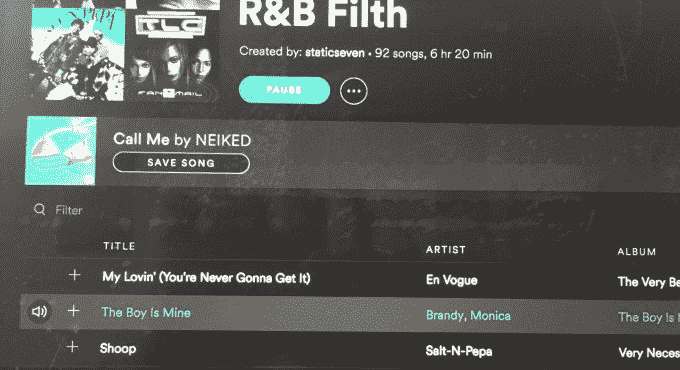 R&B Filth
TLC
FANMAIL
Created by: staticseven • 92 songs, 6 hr 20 min
PAUSE
Call Me by NEIKED
SAVE SONG
Filter
TITLE ARTIST ALBUM
My Lovin' (You're Never Gonna Get It) En Vogue The Very Be
The Boy is Mine Brandy, Monica The Boy Is
Shoop Salt-N-Pepa Very Neces